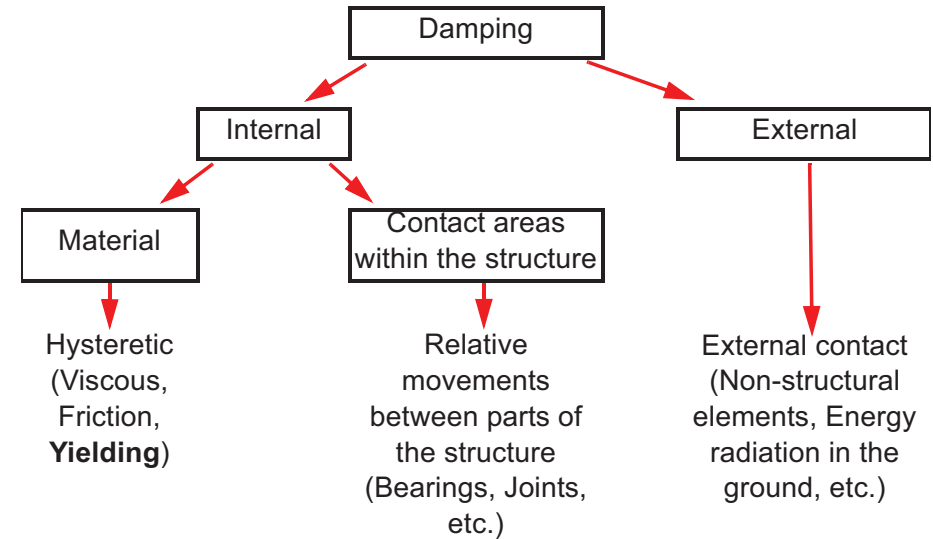 Damping
Internal
External
Material
Contact areas
within the structure
Hysteretic
(Viscous,
Friction,
Yielding)
Relative
movements
between parts of
the structure
(Bearings, Joints,
etc.)
External contact
(Non-structural
elements, Energy
radiation in the
ground, etc.)